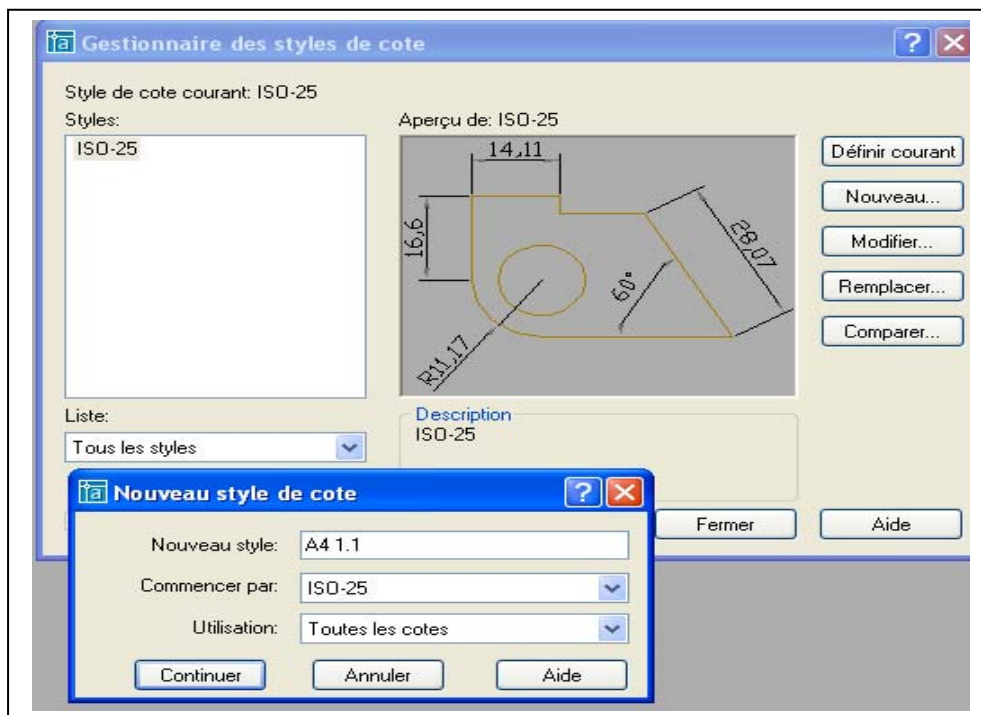 Gestionnaire des styles de cote
Style de cote courant: ISO-25
Styles:
ISO-25
Aperçu de: ISO-25
14,11
16,6
28,07
60°
R11,17
Définir courant
Nouveau...
Modifier...
Remplacer...
Comparer...
Liste:
Tous les styles
Description
ISO-25
Fermer
Aide
Nouveau style de cote
Nouveau style: A4 1.1
Commencer par: ISO-25
Utilisation: Toutes les cotes
Continuer
Annuler
Aide